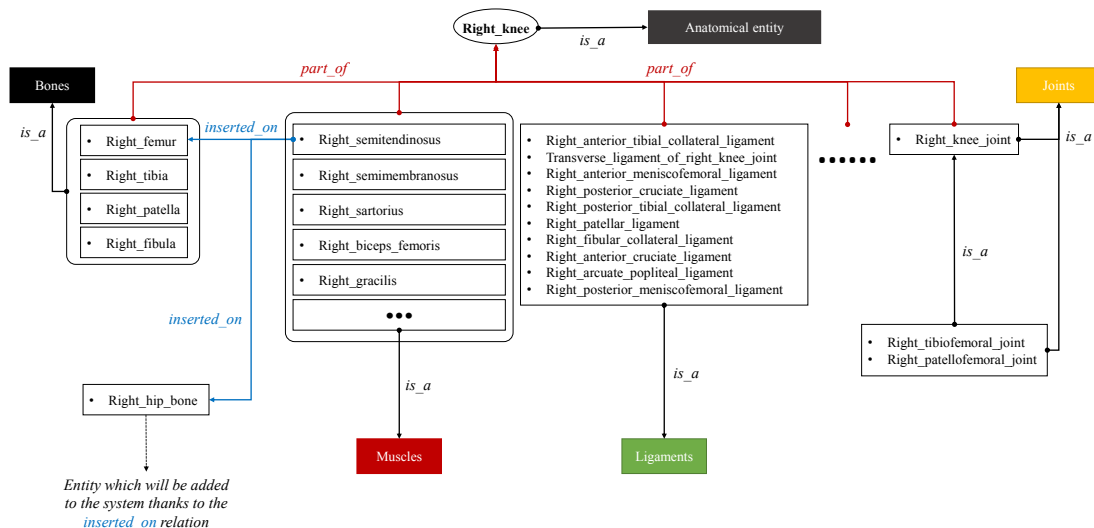 Right_knee
Anatomical entity
is_a
part_of
part_of
Bones
Joints
is_a
is_a
inserted_on
• Right_femur
• Right_tibia
• Right_patella
• Right_fibula
• Right_semitendinosus
• Right_semimembranosus
• Right_sartorius
• Right_biceps_femoris
• Right_gracilis
•••
• Right_anterior_tibial_collateral_ligament
• Transverse_ligament_of_right_knee_joint
• Right_anterior_meniscofemoral_ligament
• Right_posterior_cruciate_ligament
• Right_posterior_tibial_collateral_ligament
• Right_patellar_ligament
• Right_fibular_collateral_ligament
• Right_anterior_cruciate_ligament
• Right_arcuate_popliteal_ligament
• Right_posterior_meniscofemoral_ligament
••••••
• Right_knee_joint
is_a
• Right_tibiofemoral_joint
• Right_patellofemoral_joint
inserted_on
• Right_hip_bone
is_a
is_a
Muscles
Ligaments
Entity which will be added
to the system thanks to the
inserted_on relation